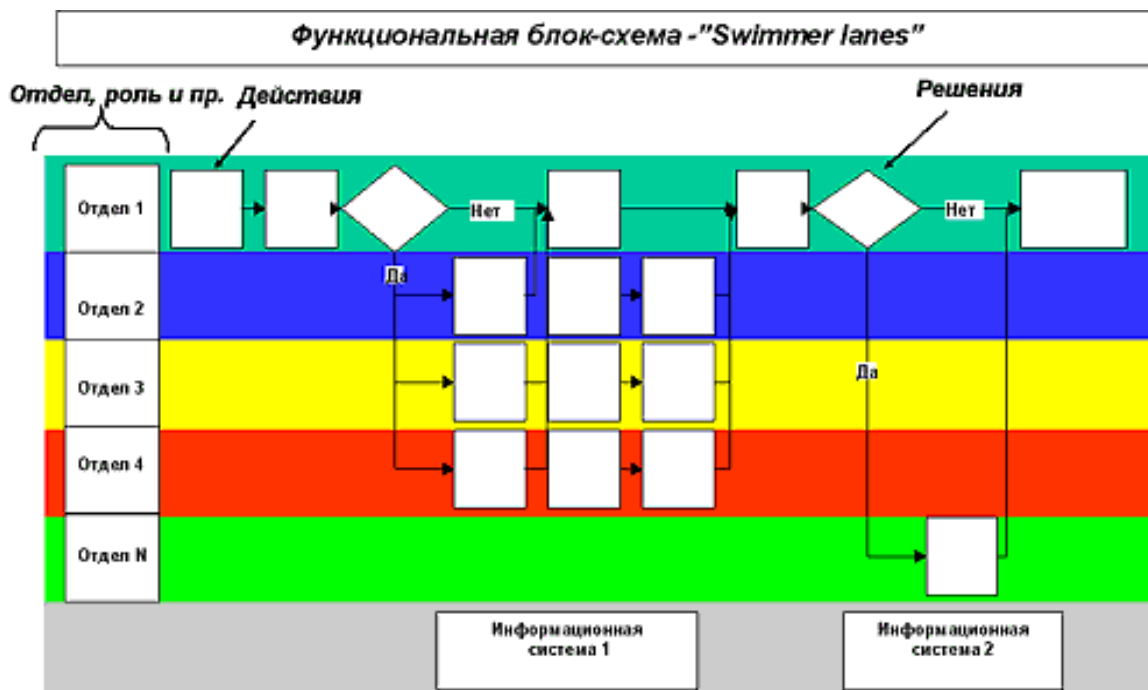 Функциональная блок-схема -"Swimmer lanes"
Отдел, роль и пр. Действия
Решения
Отдел 1
Нет
Нет
Да
Отдел 2
Отдел 3
Да
Отдел 4
Отдел N
Информационная
система 1
Информационная
система 2